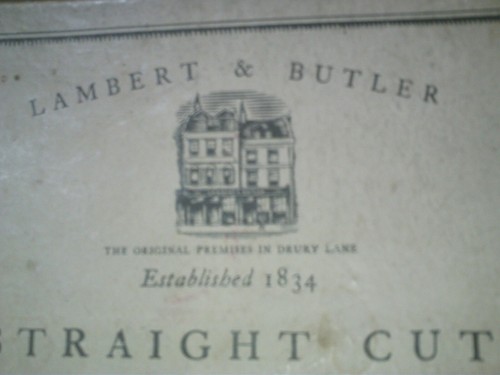 LAMBERT & BUTLER
THE ORIGINAL PREMISES IN DRURY LANE
Established 1834
STRAIGHT CUT